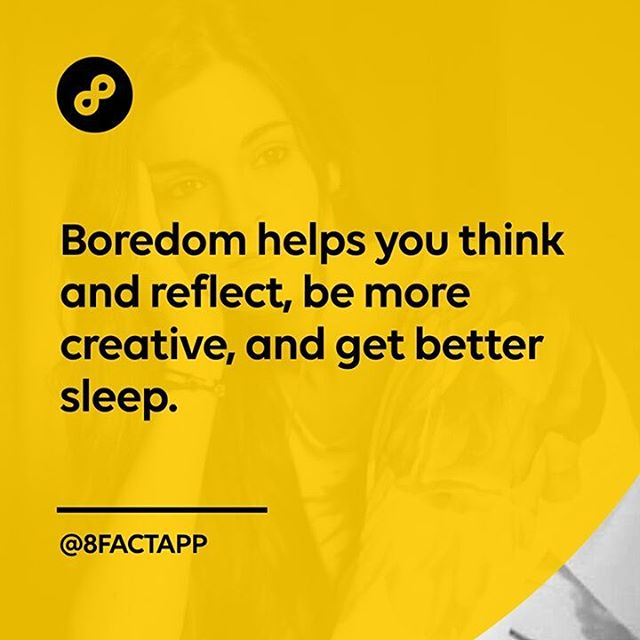 Boredom helps you think
and reflect, be more
creative, and get better
sleep.
@8FACTAPP